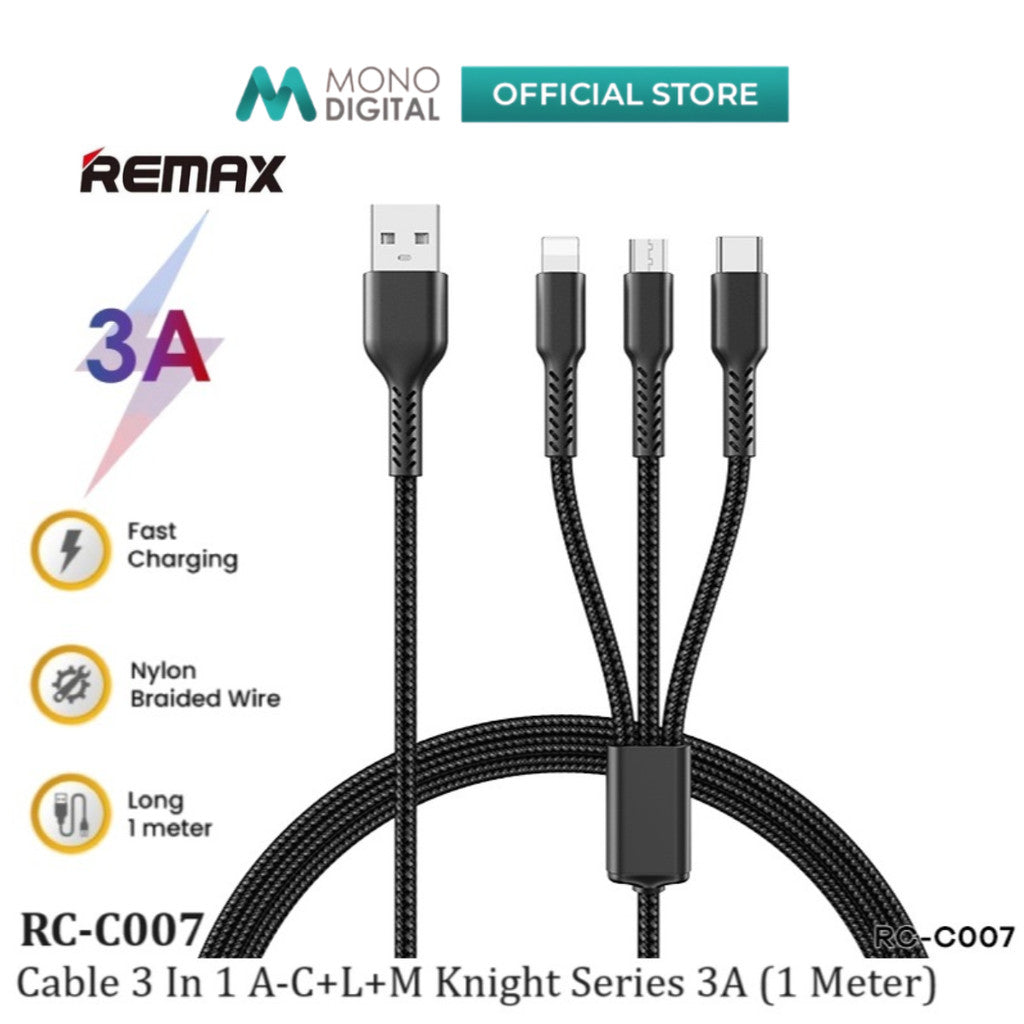 MONO
DIGITAL
OFFICIAL STORE
REMAX
3A
Fast
Charging
Nylon
Braided Wire
Long
1 meter
RC-C007
RC-C007
Cable 3 In 1 A-C+L+M Knight Series 3A (1 Meter)